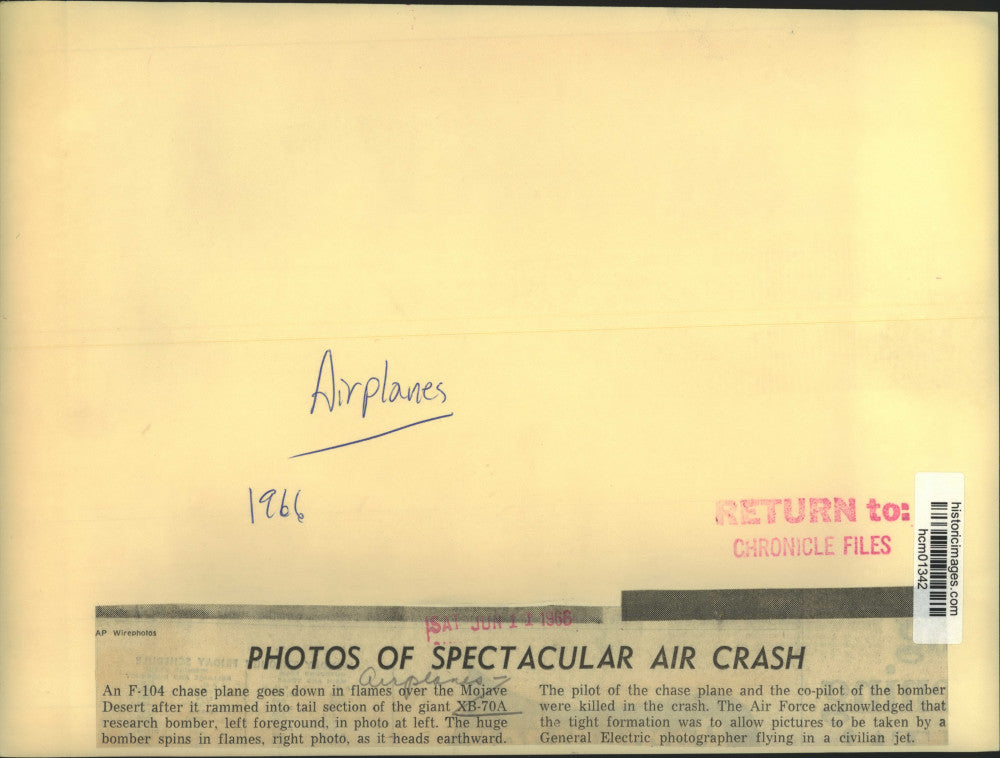 Airplanes
1966
RETURN to:
CHRONICLE FILES
historicimages.com
hcm01342
SAT JUN 11 1966
AP Wirephotos
PHOTOS OF SPECTACULAR AIR CRASH
Airplanes-
An F-104 chase plane goes down in flames over the Mojave
Desert after it rammed into tail section of the giant XB-70A
research bomber, left foreground, in photo at left. The huge
bomber spins in flames, right photo, as it heads earthward.
The pilot of the chase plane and the co-pilot of the bomber
were killed in the crash. The Air Force acknowledged that
the tight formation was to allow pictures to be taken by a
General Electric photographer flying in a civilian jet.